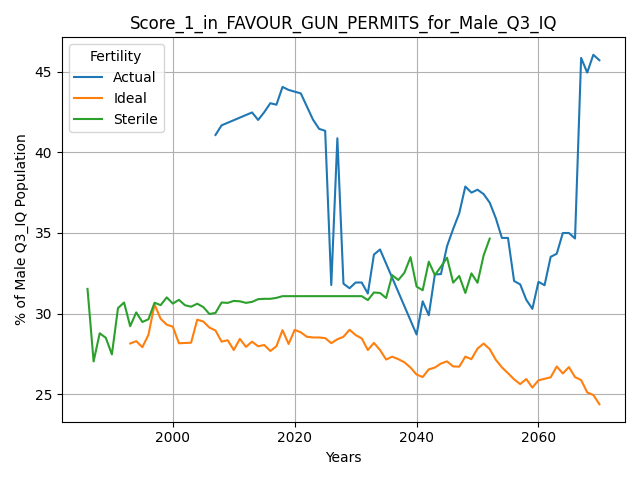 Score_1_in_FAVOUR_GUN_PERMITS_for_Male_Q3_IQ
Fertility
Actual
Ideal
Sterile
% of Male Q3_IQ Population
45
40
35
30
25
2000
2020
2040
2060
Years